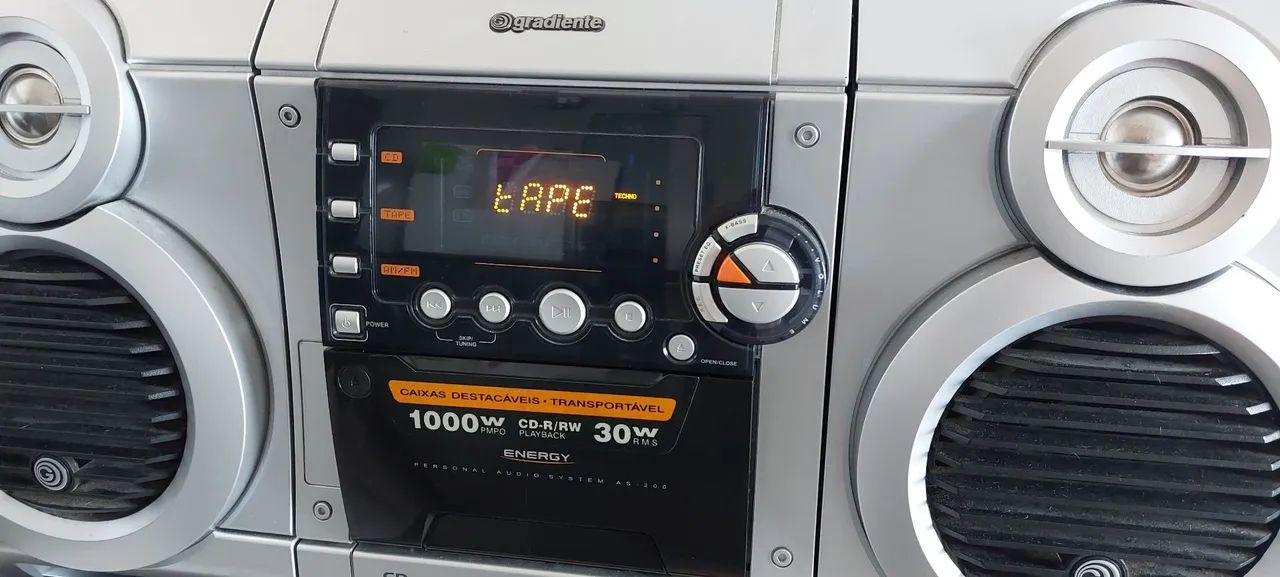 gradiente
CD
TAPE
AM/FM
tAPE
TECHNO
X-BASS
PRESET EQ
VOLUME
POWER
SKIP/
TUNING
OPEN/CLOSE
CAIXAS DESTACÁVEIS • TRANSPORTÁVEL
1000W PMPO
CD-R/RW
PLAYBACK
30W RMS
ENERGY
PERSONAL AUDIO SYSTEM AS-200